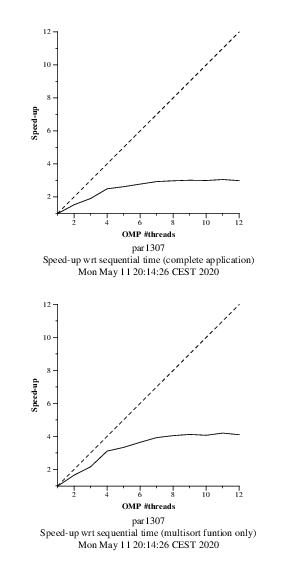 12
10
8
6
4
2
Speed-up
2 4 6 8 10 12
OMP #threads
par1307
Speed-up wrt sequential time (complete application)
Mon May 11 20:14:26 CEST 2020
12
10
8
6
4
2
Speed-up
2 4 6 8 10 12
OMP #threads
par1307
Speed-up wrt sequential time (multisort funtion only)
Mon May 11 20:14:26 CEST 2020